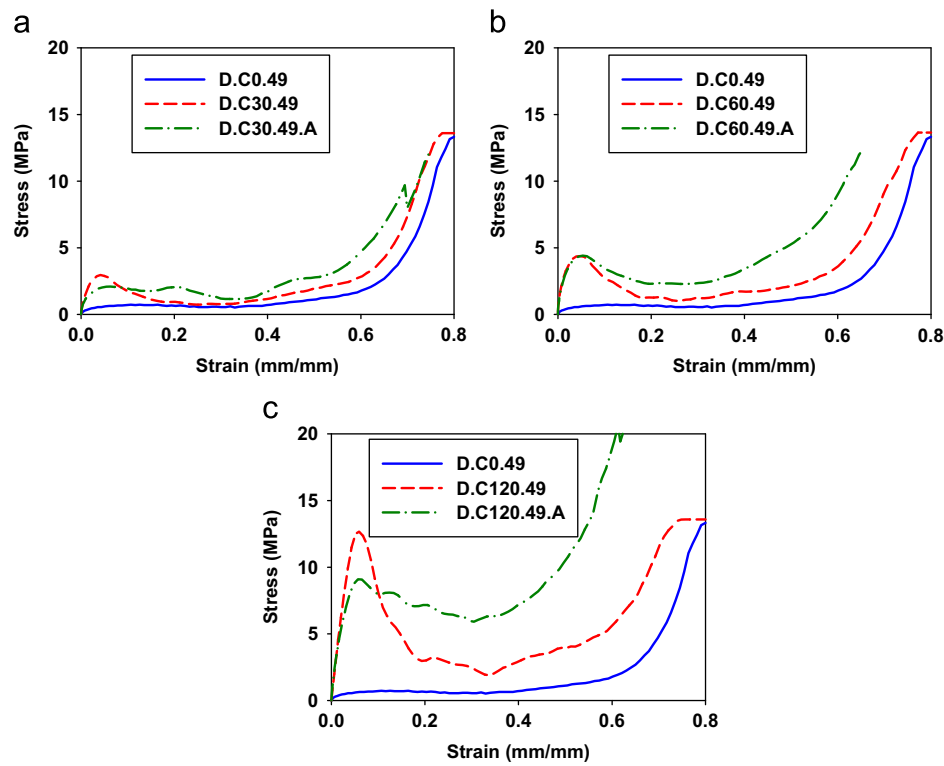 a
20
15
10
5
0
Stress (MPa)
D.C0.49
D.C30.49
D.C30.49.A
0.0 0.2 0.4 0.6 0.8
Strain (mm/mm)
b
20
15
10
5
0
Stress (MPa)
D.C0.49
D.C60.49
D.C60.49.A
0.0 0.2 0.4 0.6 0.8
Strain (mm/mm)
c
20
15
10
5
0
Stress (MPa)
D.C0.49
D.C120.49
D.C120.49.A
0.0 0.2 0.4 0.6 0.8
Strain (mm/mm)